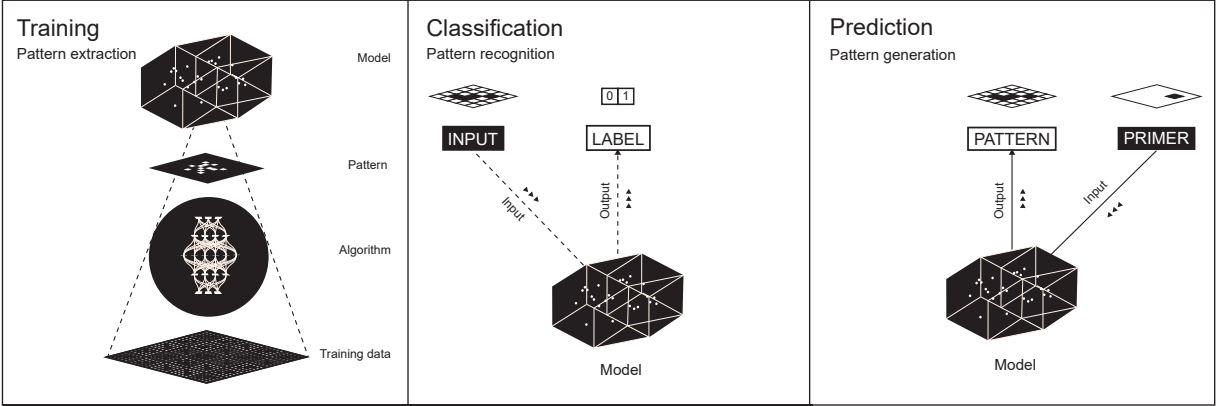 Training
Pattern extraction
Model
Pattern
Algorithm
Training data
Classification
Pattern recognition
0 1
INPUT
LABEL
Input
Output
Model
Prediction
Pattern generation
PATTERN
PRIMER
Output
Input
Model